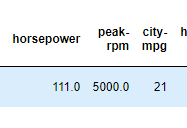 horsepower peak-rpm city-mpg h
111.0 5000.0 21